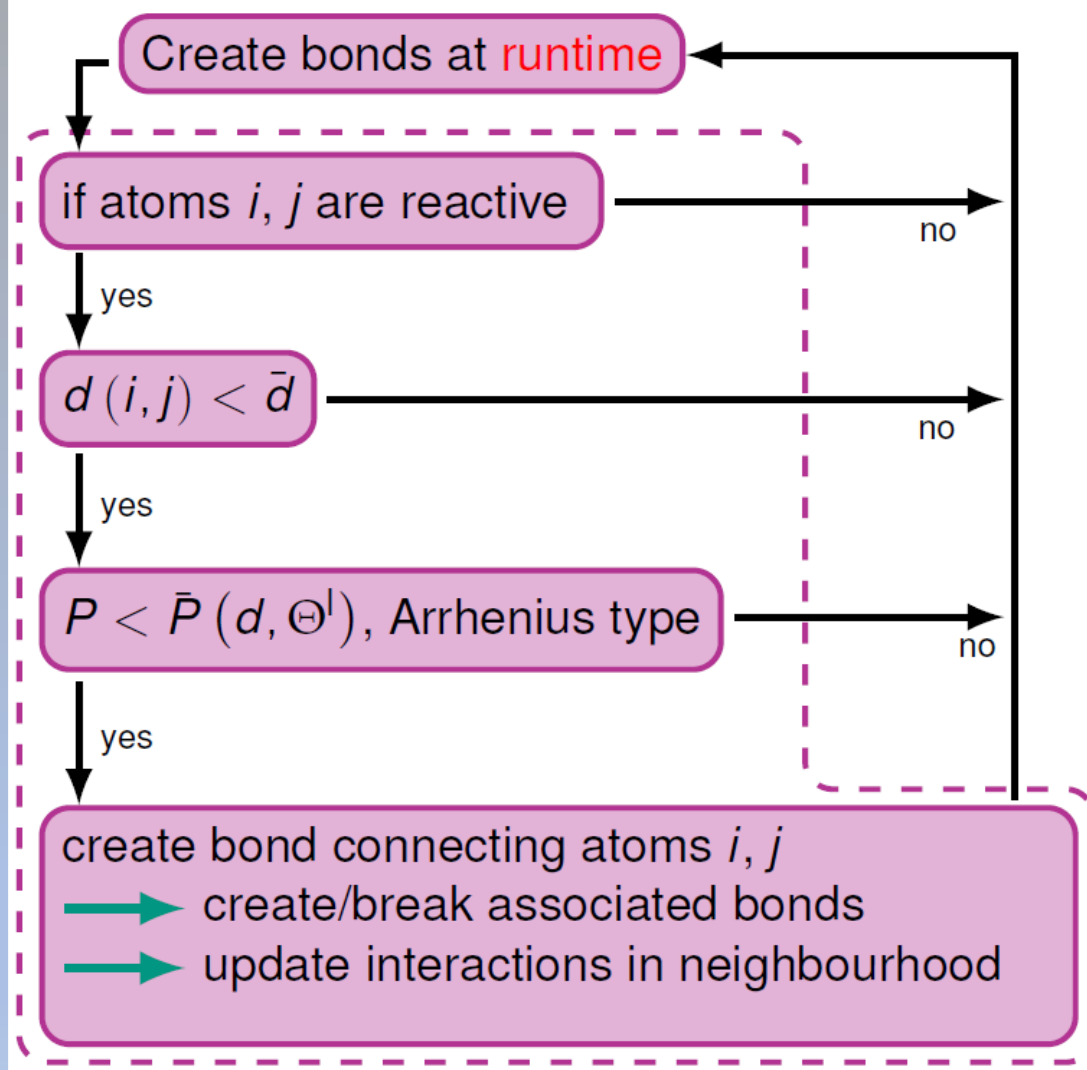 Create bonds at runtime
if atoms i, j are reactive
no
yes
d (i, j) < d̄
no
yes
P < P̄ (d, Θˡ), Arrhenius type
no
yes
create bond connecting atoms i, j
create/break associated bonds
update interactions in neighbourhood